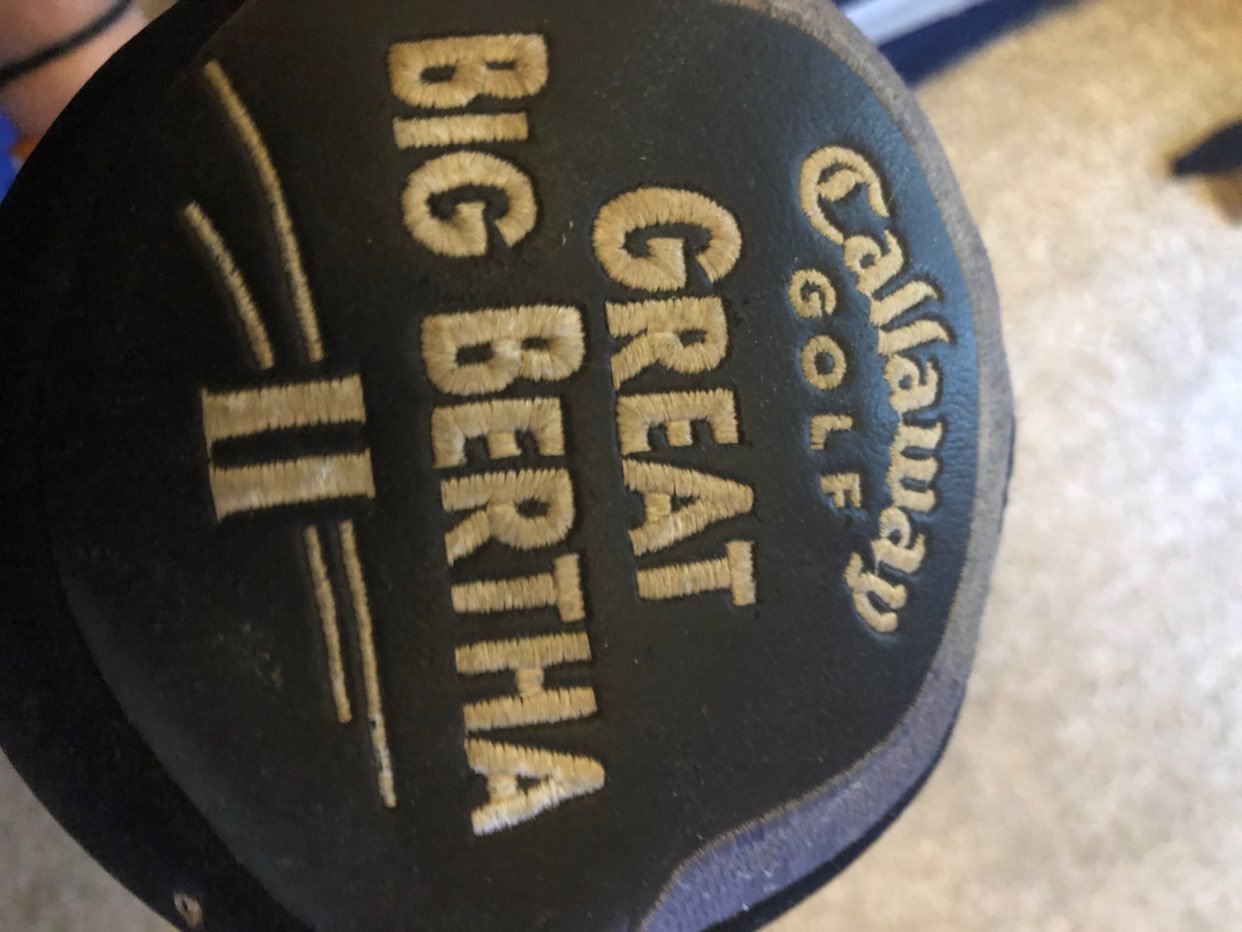 Callaway
GOLF
GREAT
BIG BERTHA
II